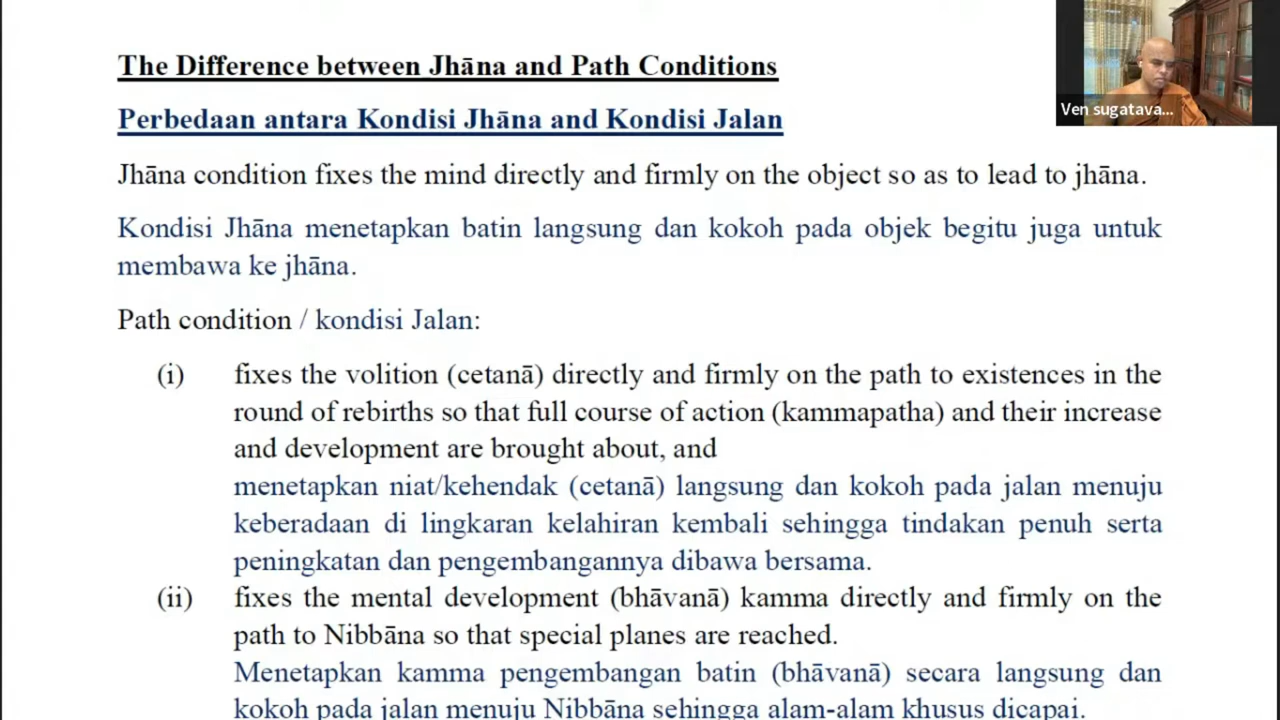 The Difference between Jhāna and Path Conditions
Perbedaan antara Kondisi Jhāna and Kondisi Jalan
Jhāna condition fixes the mind directly and firmly on the object so as to lead to jhāna.
Kondisi Jhāna menetapkan batin langsung dan kokoh pada objek begitu juga untuk
membawa ke jhāna.
Path condition / kondisi Jalan:
(i) fixes the volition (cetanā) directly and firmly on the path to existences in the
round of rebirths so that full course of action (kammapatha) and their increase
and development are brought about, and
menetapkan niat/kehendak (cetanā) langsung dan kokoh pada jalan menuju
keberadaan di lingkaran kelahiran kembali sehingga tindakan penuh serta
peningkatan dan pengembangannya dibawa bersama.
(ii) fixes the mental development (bhāvanā) kamma directly and firmly on the
path to Nibbāna so that special planes are reached.
Menetapkan kamma pengembangan batin (bhāvanā) secara langsung dan
kokoh pada jalan menuju Nibbāna sehingga alam-alam khusus dicapai.
Ven sugatava...